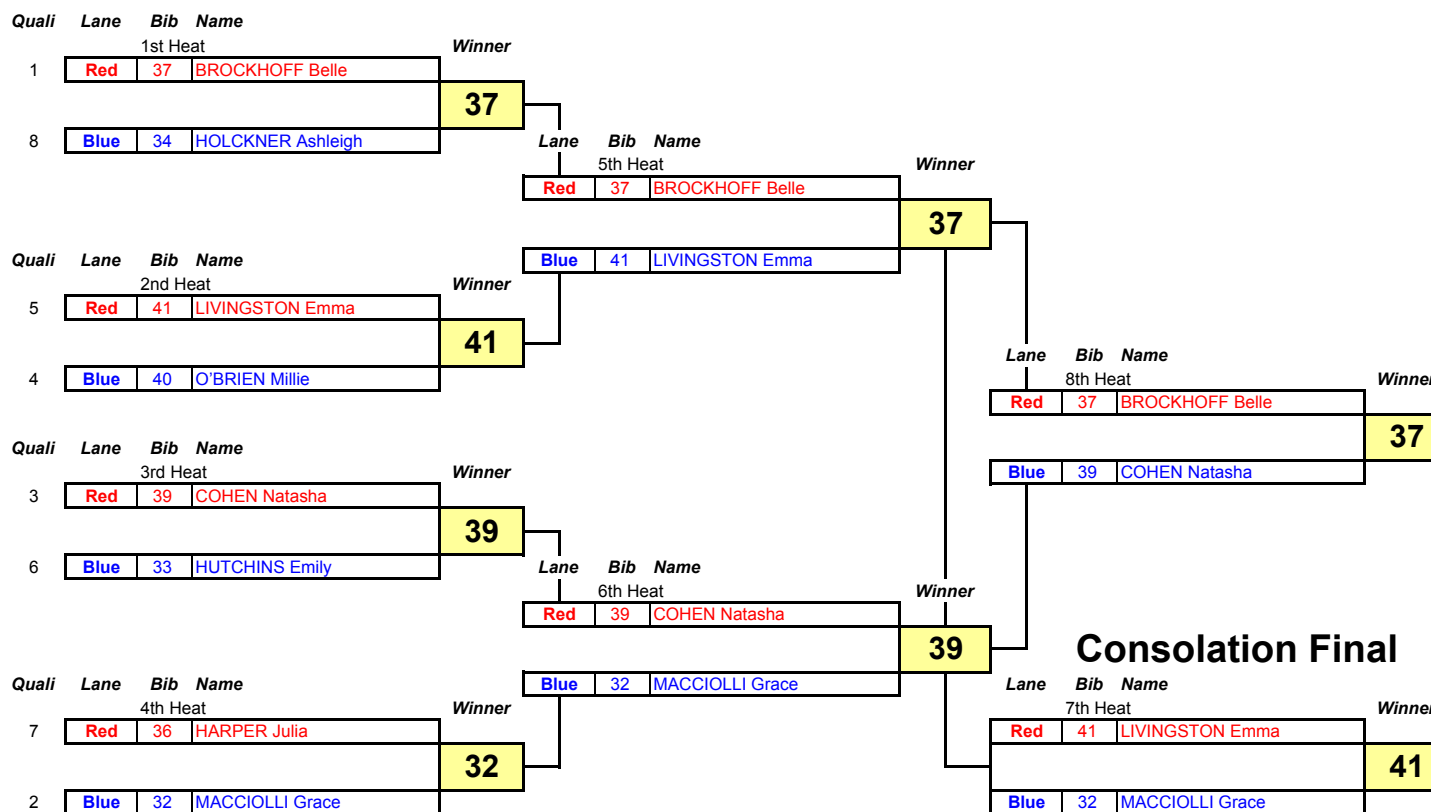 Quali Lane Bib Name
1st Heat Winner
1 Red 37 BROCKHOFF Belle
37
8 Blue 34 HOLCKNER Ashleigh
Lane Bib Name
5th Heat Winner
Red 37 BROCKHOFF Belle
37
Blue 41 LIVINGSTON Emma
Quali Lane Bib Name
2nd Heat Winner
5 Red 41 LIVINGSTON Emma
41
4 Blue 40 O'BRIEN Millie
Lane Bib Name
8th Heat Winner
Red 37 BROCKHOFF Belle
37
Blue 39 COHEN Natasha
Quali Lane Bib Name
3rd Heat Winner
3 Red 39 COHEN Natasha
39
6 Blue 33 HUTCHINS Emily
Lane Bib Name
6th Heat Winner
Red 39 COHEN Natasha
39
Blue 32 MACCIOLLI Grace
Quali Lane Bib Name
4th Heat Winner
7 Red 36 HARPER Julia
32
2 Blue 32 MACCIOLLI Grace
Consolation Final
Lane Bib Name
7th Heat Winner
Red 41 LIVINGSTON Emma
41
Blue 32 MACCIOLLI Grace